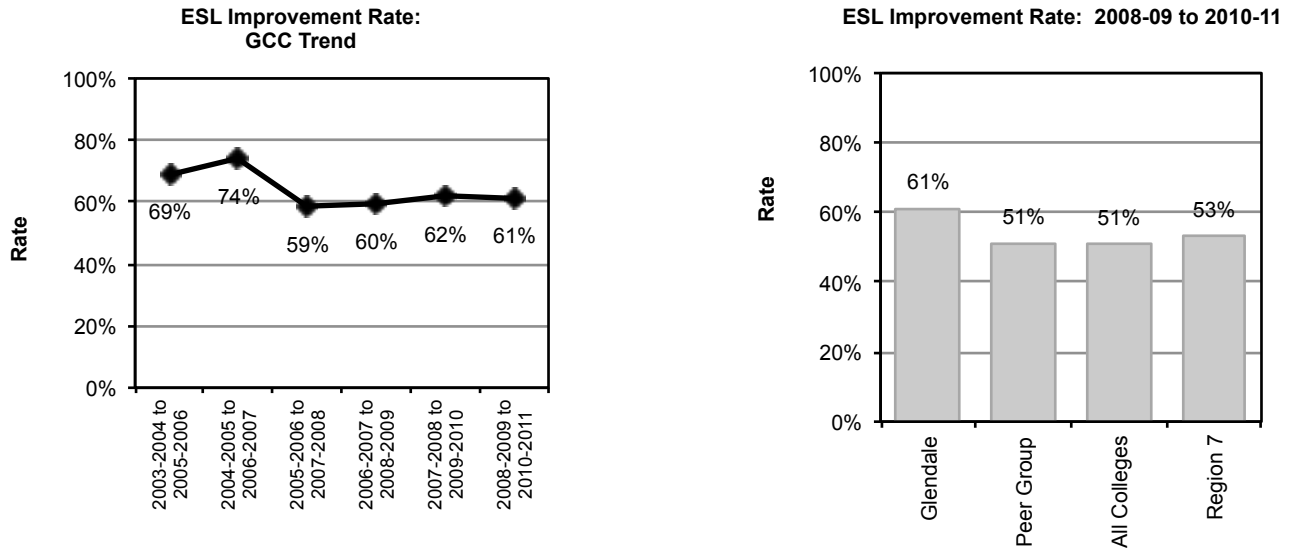 ESL Improvement Rate:
GCC Trend
100%
80%
60%
40%
20%
0%
Rate
69%
74%
59%
60%
62%
61%
2003-2004 to
2005-2006
2004-2005 to
2006-2007
2005-2006 to
2007-2008
2006-2007 to
2008-2009
2007-2008 to
2009-2010
2008-2009 to
2010-2011
ESL Improvement Rate: 2008-09 to 2010-11
100%
80%
60%
40%
20%
0%
Rate
61%
51%
51%
53%
Glendale
Peer Group
All Colleges
Region 7